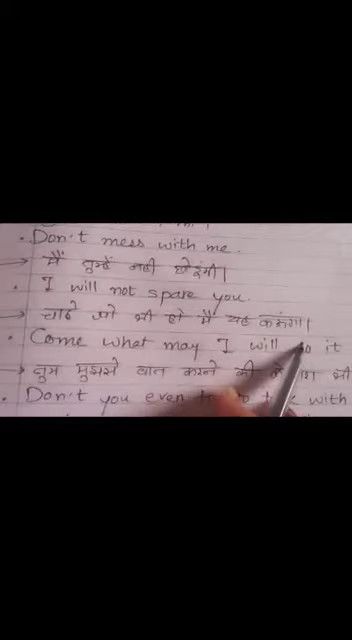 • Don't mess with me.
→ मैं तुम्हें नही छोडुंगी।
• I will not spare you.
→ चाहे जो भी हो मैं यह करूंगा।
• Come what may I will it
→ तुम मुझसे बात करने की भी
• Don't you even with